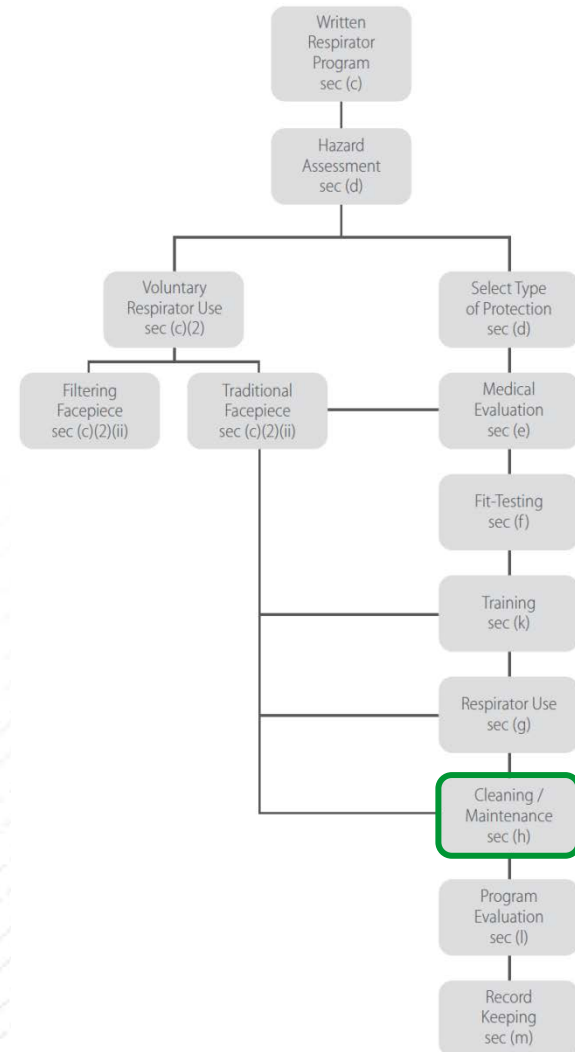 Written
Respirator
Program
sec (c)
Hazard
Assessment
sec (d)
Voluntary
Respirator Use
sec (c)(2)
Select Type
of Protection
sec (d)
Filtering
Facepiece
sec (c)(2)(ii)
Traditional
Facepiece
sec (c)(2)(ii)
Medical
Evaluation
sec (e)
Fit-Testing
sec (f)
Training
sec (k)
Respirator Use
sec (g)
Cleaning /
Maintenance
sec (h)
Program
Evaluation
sec (l)
Record
Keeping
sec (m)